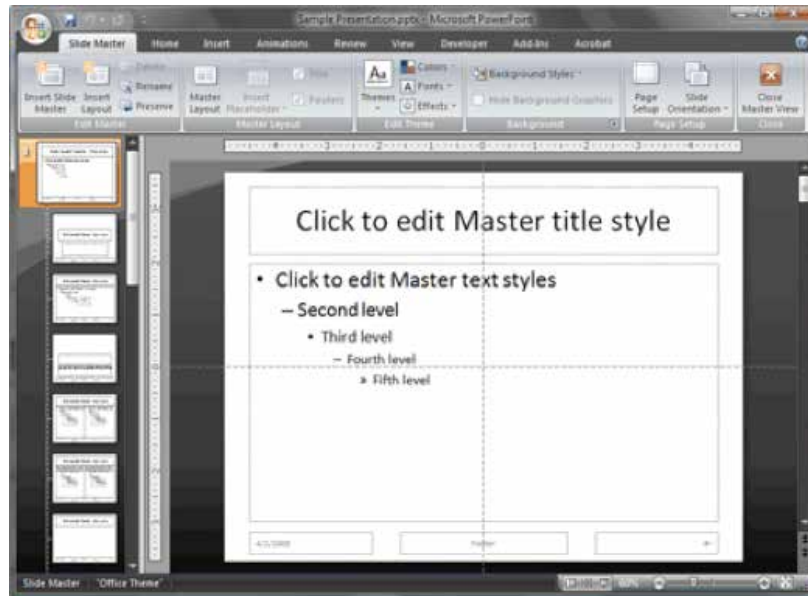 Sample Presentation.pptx - Microsoft PowerPoint
Slide Master Home Insert Animations Review View Developer Add-Ins Acrobat
Insert Slide Master
Insert Layout
Delete
Rename
Preserve
Edit Master
Master Layout
Insert Placeholder
Title
Footers
Master Layout
Aa
Themes
Colors
Fonts
Effects
Edit Theme
Background Styles
Hide Background Graphics
Background
Page Setup
Slide Orientation
Page Setup
Close Master View
Close
1
Click to edit Master title style
• Click to edit Master text styles
– Second level
• Third level
– Fourth level
» Fifth level
Footer
Slide Master "Office Theme"
60%